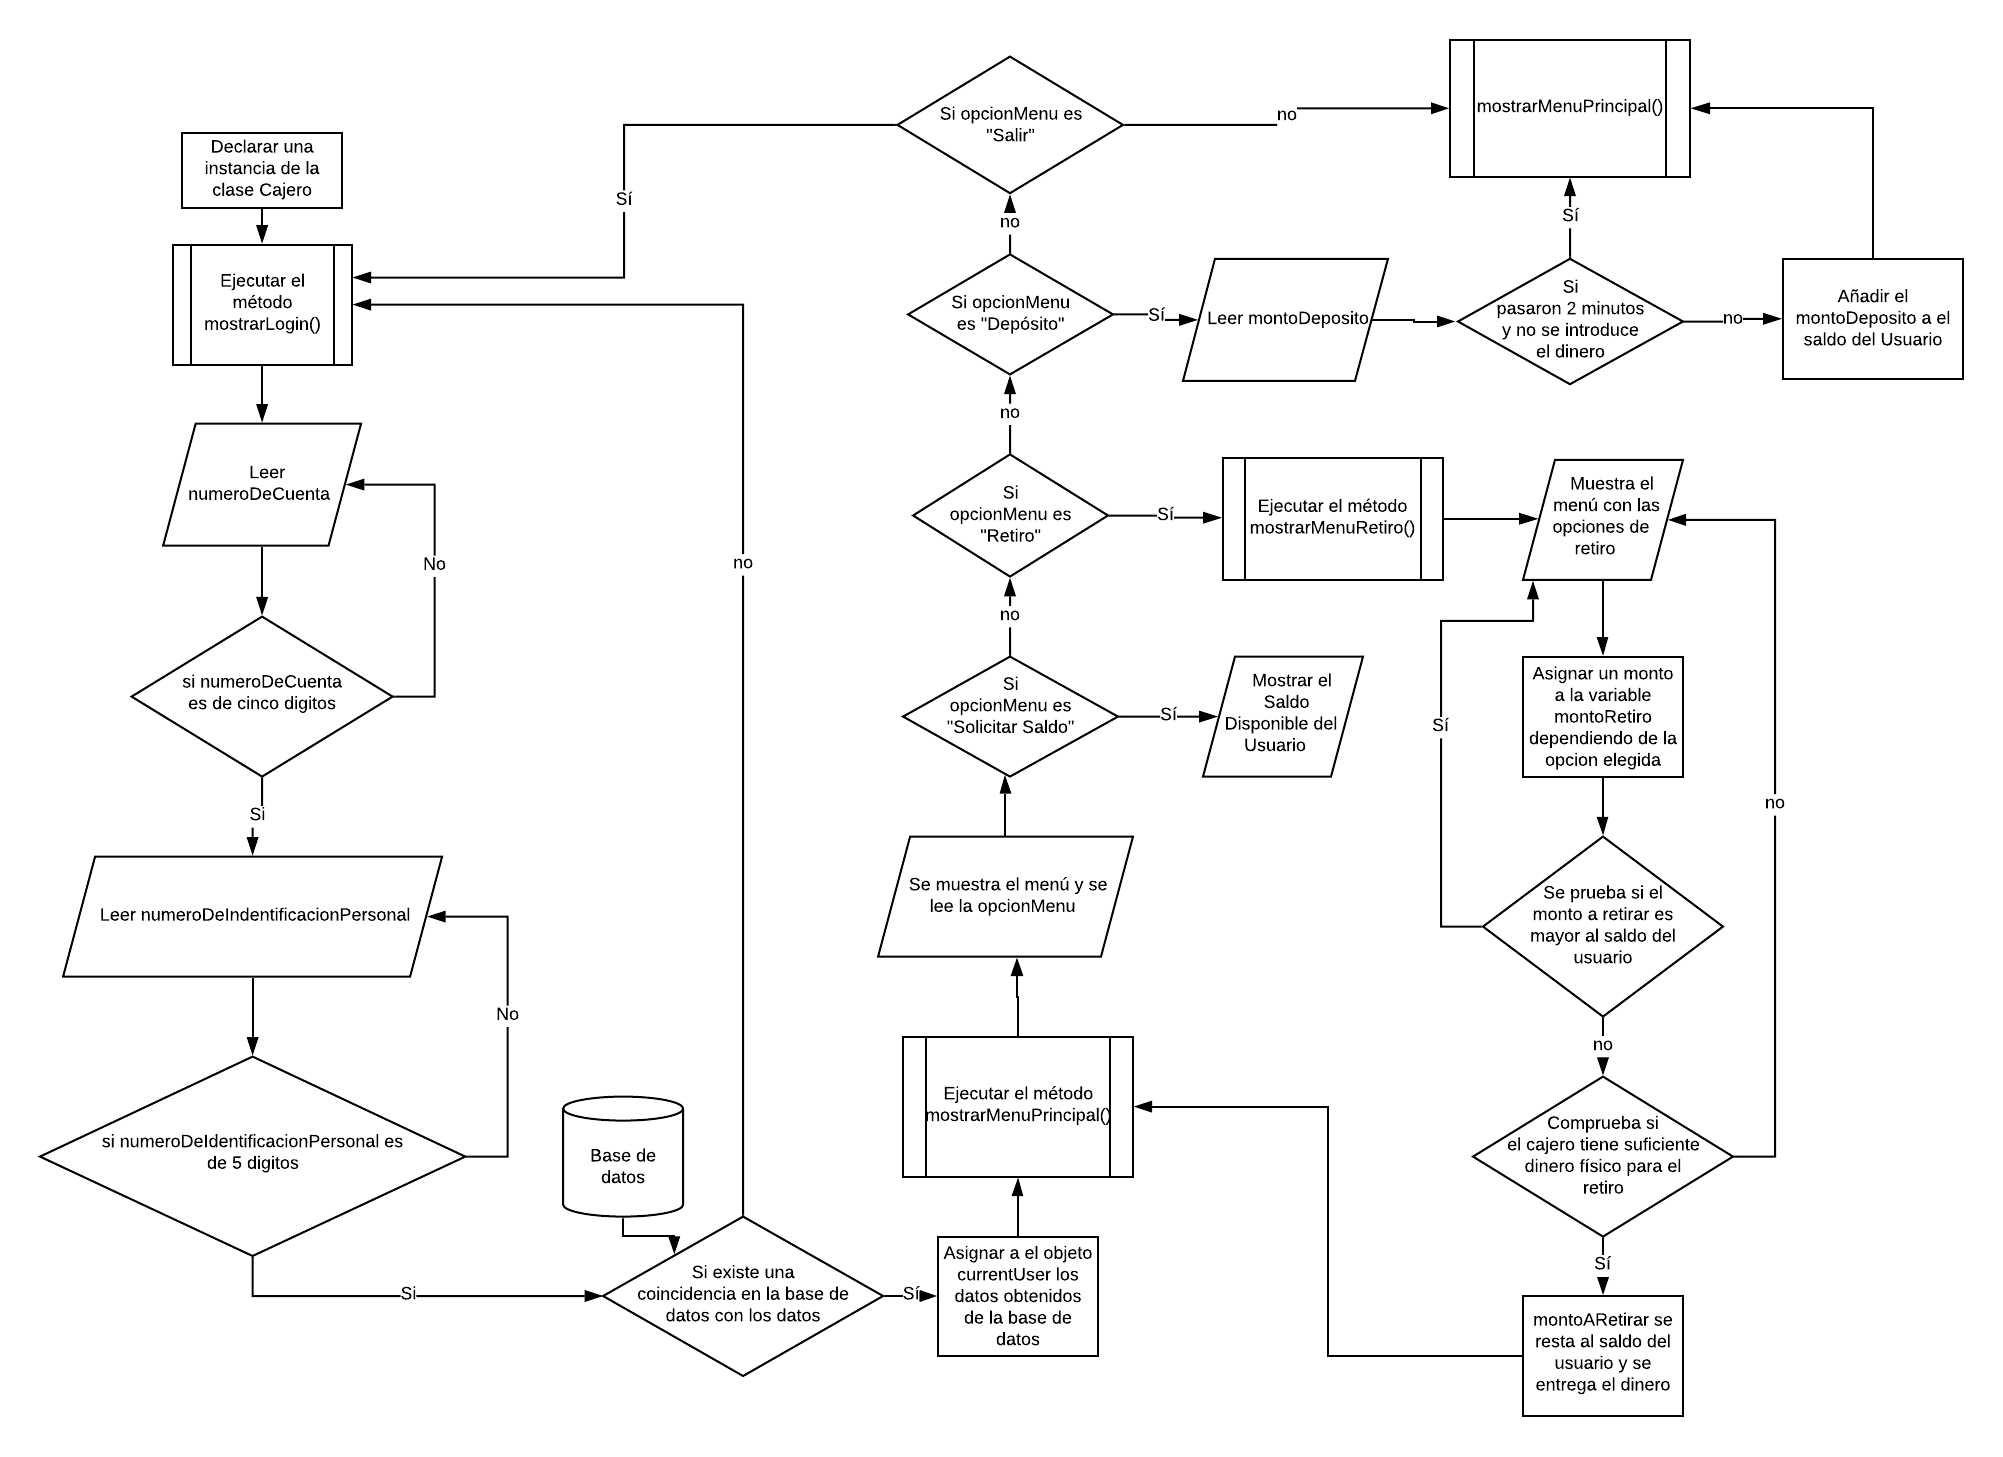 Declarar una
instancia de la
clase Cajero
Ejecutar el
método
mostrarLogin()
Leer
numeroDeCuenta
No
si numeroDeCuenta
es de cinco digitos
Si
Leer numeroDeIndentificacionPersonal
No
si numeroDeIdentificacionPersonal es
de 5 digitos
Si
Base de
datos
Si existe una
coincidencia en la base de
datos con los datos
no
Sí
Asignar a el objeto
currentUser los
datos obtenidos
de la base de
datos
Ejecutar el método
mostrarMenuPrincipal()
Se muestra el menú y se
lee la opcionMenu
Si
opcionMenu es
"Solicitar Saldo"
Sí
Mostrar el
Saldo
Disponible del
Usuario
no
Si
opcionMenu es
"Retiro"
Sí
Ejecutar el método
mostrarMenuRetiro()
Muestra el
menú con las
opciones de
retiro
Asignar un monto
a la variable
montoRetiro
dependiendo de la
opcion elegida
Se prueba si el
monto a retirar es
mayor al saldo del
usuario
Sí
no
Comprueba si
el cajero tiene suficiente
dinero físico para el
retiro
no
Sí
montoARetirar se
resta al saldo del
usuario y se
entrega el dinero
no
Si opcionMenu
es "Depósito"
Sí
Leer montoDeposito
Si
pasaron 2 minutos
y no se introduce
el dinero
Sí
no
Añadir el
montoDeposito a el
saldo del Usuario
no
Si opcionMenu es
"Salir"
Sí
no
mostrarMenuPrincipal()